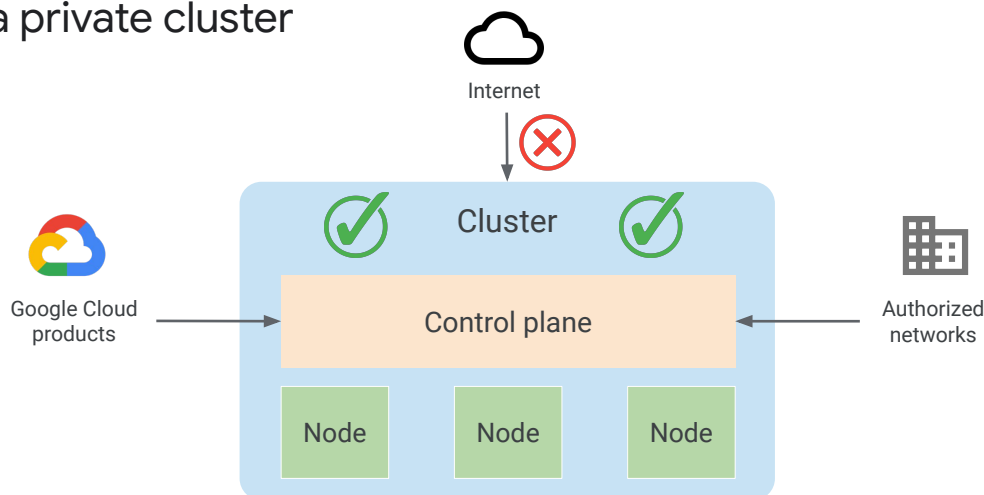 a private cluster
Internet
Cluster
Google Cloud
products
Control plane
Authorized
networks
Node
Node
Node